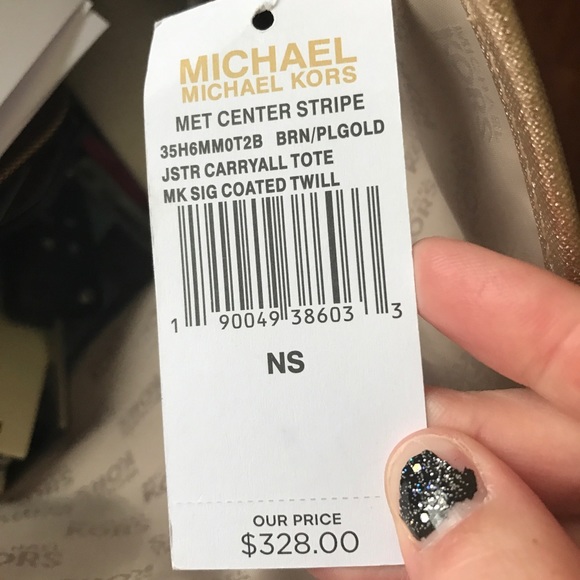 MICHAEL
MICHAEL KORS
MET CENTER STRIPE
35H6MM0T2B BRN/PLGOLD
JSTR CARRYALL TOTE
MK SIG COATED TWILL
1 90049 38603 3
NS
OUR PRICE
$328.00